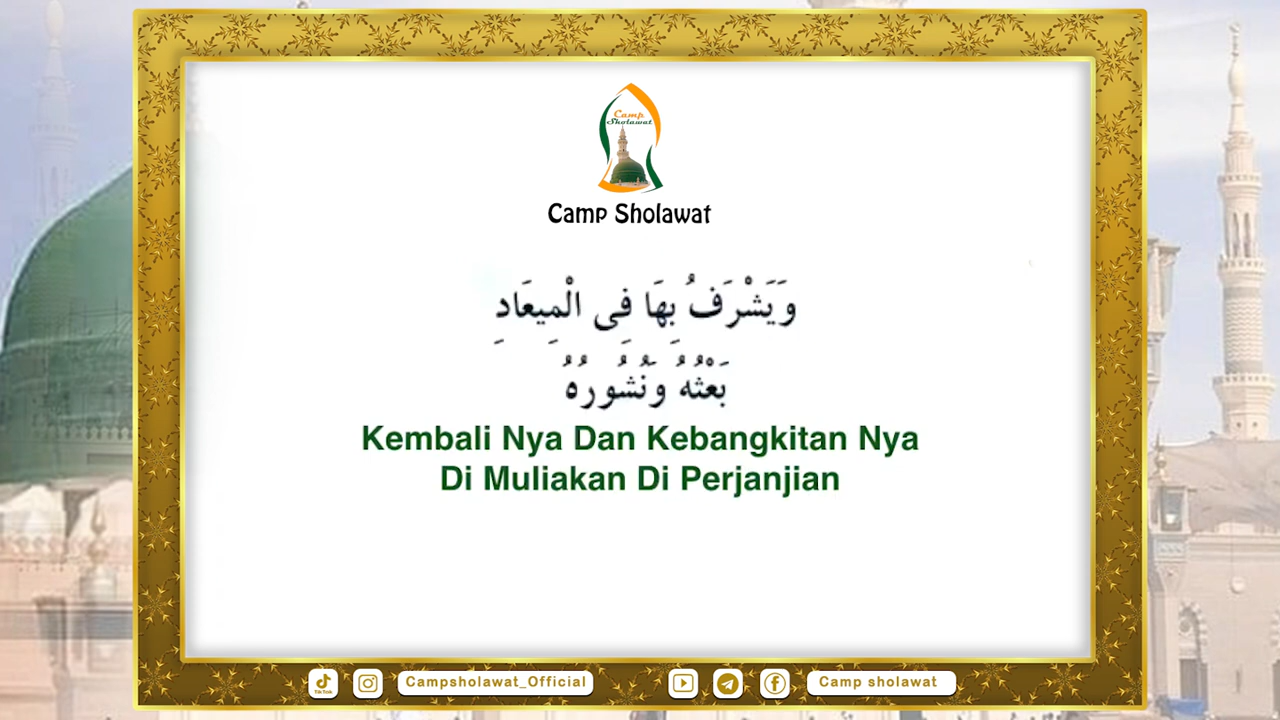 Camp
Sholawat
Camp Sholawat
وَيَشْرَفُ بِهَا فِى الْمِيعَادِ
بَعْثُهُ وَنُشُورُهُ
Kembali Nya Dan Kebangkitan Nya
Di Muliakan Di Perjanjian
TikTok
Campsholawat_Official
Camp sholawat